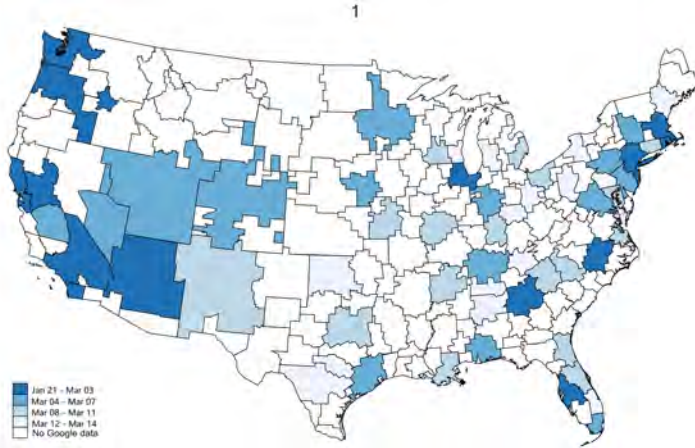 1
Jan 21 – Mar 03
Mar 04 – Mar 07
Mar 08 – Mar 11
Mar 12 – Mar 14
No Google data